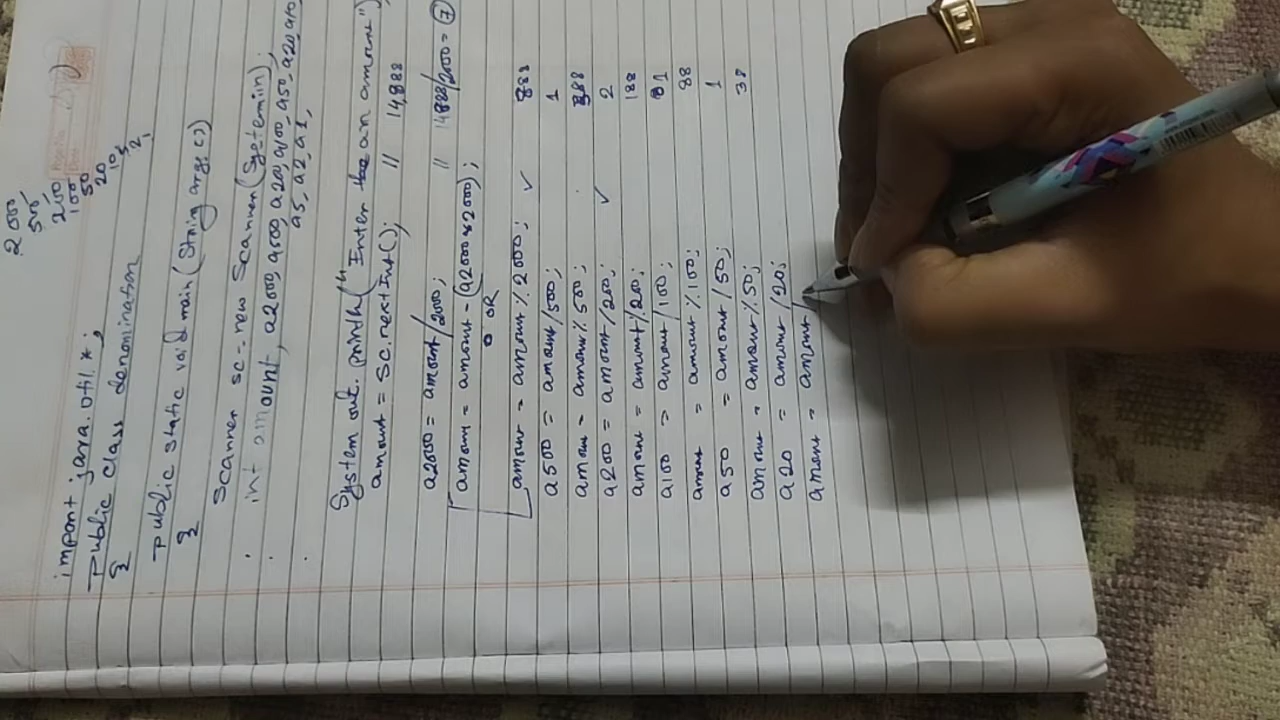 2000
500,
200
100
50
20
10,
5,
2,
import java.util.*;
public class denomination
{
public static void main (String args())
{
Scanner sc = new Scanner(System.in);
int amount, a2000, a500, a200, a100, a50, a20, a10,
a5, a2, a1,
System.out.println("Inter an amount")
amount = sc.nextInt(); // 14,888
a2000 = amount/2000; // 14888/2000 = 7
amount = amount - (a2000*2000);
OR
amount = amount % 2000; ✓ 888
a500 = amount/500; 1
amount = amount % 500; 388
a200 = amount/200; ✓ 2
amount = amount/200; 188
a100 = amount/100; 1
amount = amount % 100; 88
a50 = amount/50; 1
amount = amount % 50; 38
a20 = amount/20;
amount = amount